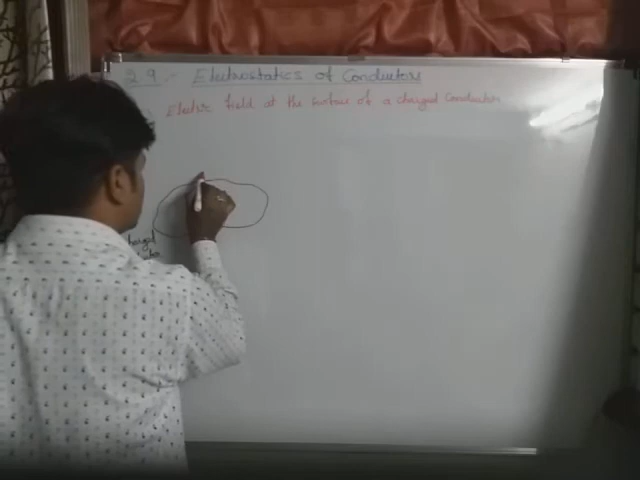 2.9 :- Electrostatics of Conductors
Electric field at the surface of a charged Conductor